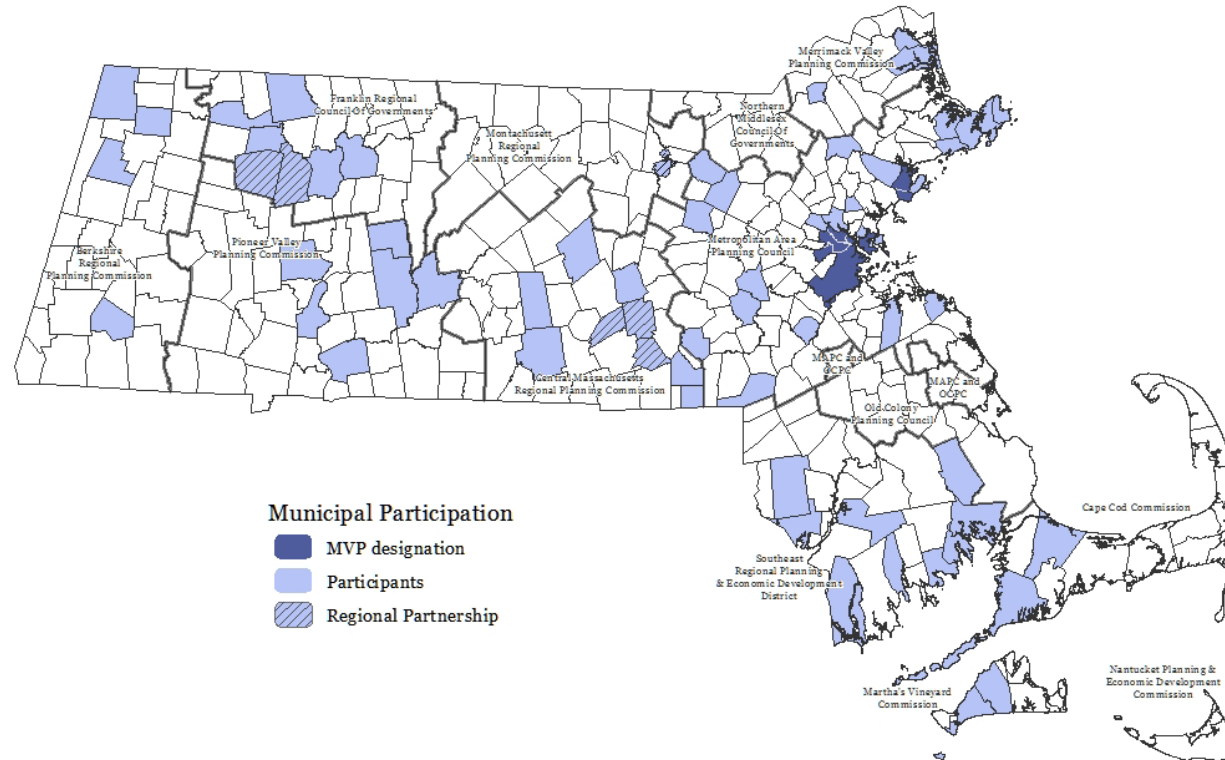 Merrimack Valley
Planning Commission
Franklin Regional
Council Of Governments
Northern
Middlesex
Council Of
Governments
Montachusett
Regional
Planning Commission
Metropolitan Area
Planning Council
Pioneer Valley
Planning Commission
Berkshire
Regional
Planning Commission
MAPC and
OCPC
Central Massachusetts
Regional Planning Commission
MAPC and
OCPC
Old Colony
Planning Council
Cape Cod Commission
Municipal Participation
MVP designation
Participants
Regional Partnership
Southeast
Regional Planning
& Economic Development
District
Martha's Vineyard
Commission
Nantucket Planning &
Economic Development
Commission